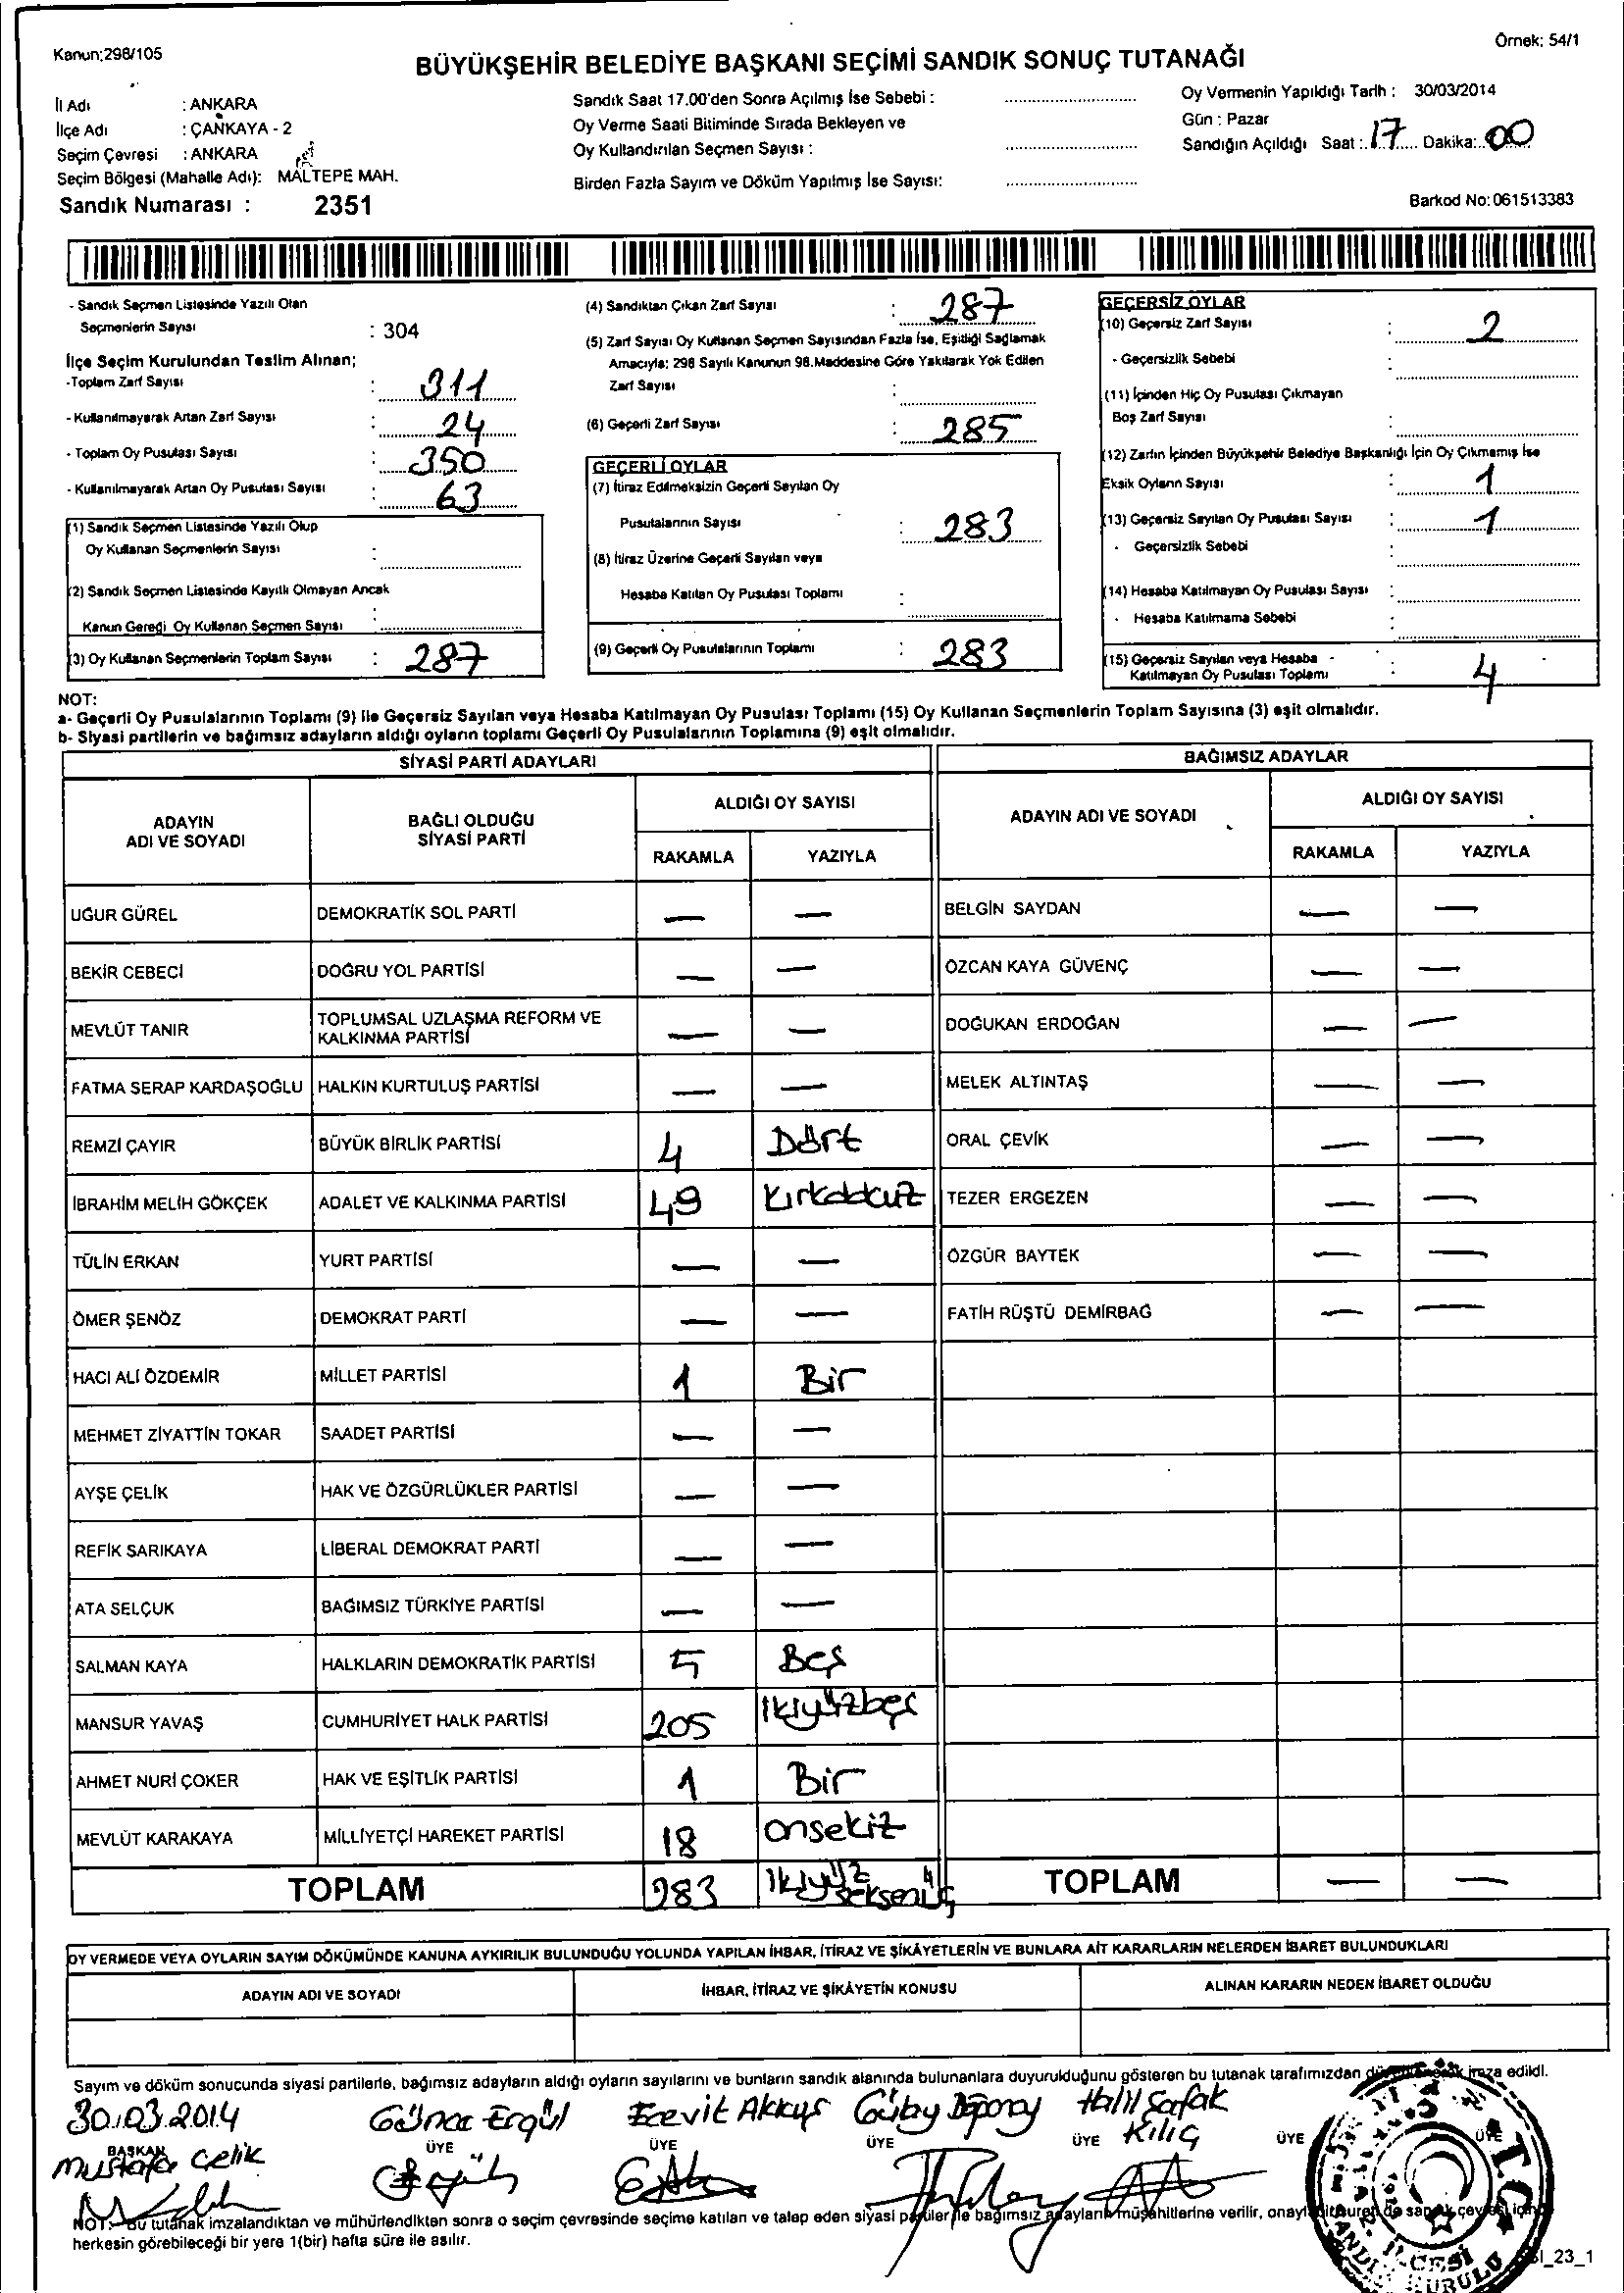 Kanun:298/105
Örnek: 54/1
BÜYÜKŞEHİR BELEDİYE BAŞKANI SEÇİMİ SANDIK SONUÇ TUTANAĞI
İl Adı : ANKARA
İlçe Adı : ÇANKAYA - 2
Seçim Çevresi : ANKARA
Seçim Bölgesi (Mahalle Adı): MALTEPE MAH.
Sandık Numarası : 2351
Sandık Saat 17.00'den Sonra Açılmış İse Sebebi :
Oy Verme Saati Bitiminde Sırada Bekleyen ve
Oy Kullandırılan Seçmen Sayısı :
Birden Fazla Sayım ve Döküm Yapılmış İse Sayısı:
Oy Vermenin Yapıldığı Tarih : 30/03/2014
Gün : Pazar
Sandığın Açıldığı Saat : 17 Dakika: 00
Barkod No:061513383
- Sandık Seçmen Listesinde Yazılı Olan
Seçmenlerin Sayısı : 304
İlçe Seçim Kurulundan Teslim Alınan;
-Toplam Zarf Sayısı : 311
- Kullanılmayarak Artan Zarf Sayısı : 24
- Toplam Oy Pusulası Sayısı : 350
- Kullanılmayarak Artan Oy Pusulası Sayısı : 63
(1) Sandık Seçmen Listesinde Yazılı Olup
Oy Kullanan Seçmenlerin Sayısı :
(2) Sandık Seçmen Listesinde Kayıtlı Olmayan Ancak
Kanun Gereği Oy Kullanan Seçmen Sayısı :
(3) Oy Kullanan Seçmenlerin Toplam Sayısı : 287
(4) Sandıktan Çıkan Zarf Sayısı : 287
(5) Zarf Sayısı Oy Kullanan Seçmen Sayısından Fazla İse, Eşitliği Sağlamak
Amacıyla; 298 Sayılı Kanunun 98.Maddesine Göre Yakılarak Yok Edilen
Zarf Sayısı :
(6) Geçerli Zarf Sayısı : 285
GEÇERLİ OYLAR
(7) İtiraz Edilmeksizin Geçerli Sayılan Oy
Pusulalarının Sayısı : 283
(8) İtiraz Üzerine Geçerli Sayılan veya
Hesaba Katılan Oy Pusulası Toplamı :
(9) Geçerli Oy Pusulalarının Toplamı : 283
GEÇERSİZ OYLAR
(10) Geçersiz Zarf Sayısı : 2
- Geçersizlik Sebebi :
(11) İçinden Hiç Oy Pusulası Çıkmayan
Boş Zarf Sayısı :
(12) Zarfın İçinden Büyükşehir Belediye Başkanlığı İçin Oy Çıkmamış İse
Eksik Oyların Sayısı : 1
(13) Geçersiz Sayılan Oy Pusulası Sayısı : 1
- Geçersizlik Sebebi :
(14) Hesaba Katılmayan Oy Pusulası Sayısı :
- Hesaba Katılmama Sebebi :
(15) Geçersiz Sayılan veya Hesaba
Katılmayan Oy Pusulası Toplamı : 4
NOT:
a- Geçerli Oy Pusulalarının Toplamı (9) ile Geçersiz Sayılan veya Hesaba Katılmayan Oy Pusulası Toplamı (15) Oy Kullanan Seçmenlerin Toplam Sayısına (3) eşit olmalıdır.
b- Siyasi partilerin ve bağımsız adayların aldığı oyların toplamı Geçerli Oy Pusulalarının Toplamına (9) eşit olmalıdır.
SİYASİ PARTİ ADAYLARI
BAĞIMSIZ ADAYLAR
ADAYIN ADI VE SOYADI
BAĞLI OLDUĞU SİYASİ PARTİ
ALDIĞI OY SAYISI
RAKAMLA YAZIYLA
ADAYIN ADI VE SOYADI
ALDIĞI OY SAYISI
RAKAMLA YAZIYLA
UĞUR GÜREL DEMOKRATİK SOL PARTİ — — BELGİN SAYDAN — —
BEKİR CEBECİ DOĞRU YOL PARTİSİ — — ÖZCAN KAYA GÜVENÇ — —
MEVLÜT TANIR TOPLUMSAL UZLAŞMA REFORM VE KALKINMA PARTİSİ — — DOĞUKAN ERDOĞAN — —
FATMA SERAP KARDAŞOĞLU HALKIN KURTULUŞ PARTİSİ — — MELEK ALTINTAŞ — —
REMZİ ÇAYIR BÜYÜK BİRLİK PARTİSİ 4 Dört ORAL ÇEVİK — —
İBRAHİM MELİH GÖKÇEK ADALET VE KALKINMA PARTİSİ 49 Kırkdokuz TEZER ERGEZEN — —
TÜLİN ERKAN YURT PARTİSİ — — ÖZGÜR BAYTEK — —
ÖMER ŞENÖZ DEMOKRAT PARTİ — — FATİH RÜŞTÜ DEMİRBAĞ — —
HACI ALİ ÖZDEMİR MİLLET PARTİSİ 1 Bir
MEHMET ZİYATTİN TOKAR SAADET PARTİSİ — —
AYŞE ÇELİK HAK VE ÖZGÜRLÜKLER PARTİSİ — —
REFİK SARIKAYA LİBERAL DEMOKRAT PARTİ — —
ATA SELÇUK BAĞIMSIZ TÜRKİYE PARTİSİ — —
SALMAN KAYA HALKLARIN DEMOKRATİK PARTİSİ 5 Beş
MANSUR YAVAŞ CUMHURİYET HALK PARTİSİ 205 ikiyüzbeş
AHMET NURİ ÇOKER HAK VE EŞİTLİK PARTİSİ 1 Bir
MEVLÜT KARAKAYA MİLLİYETÇİ HAREKET PARTİSİ 18 onsekiz
TOPLAM 283 ikiyüz seksenüç TOPLAM — —
OY VERMEDE VEYA OYLARIN SAYIM DÖKÜMÜNDE KANUNA AYKIRILIK BULUNDUĞU YOLUNDA YAPILAN İHBAR, İTİRAZ VE ŞİKÂYETLERİN VE BUNLARA AİT KARARLARIN NELERDEN İBARET BULUNDUKLARI
ADAYIN ADI VE SOYADI İHBAR, İTİRAZ VE ŞİKÂYETİN KONUSU ALINAN KARARIN NEDEN İBARET OLDUĞU
Sayım ve döküm sonucunda siyasi partilerle, bağımsız adayların aldığı oyların sayılarını ve bunların sandık alanında bulunanlara duyurulduğunu gösteren bu tutanak tarafımızdan imza edildi.
30.03.2014 Ergül Ecevit Akkuş Halil Şafak Kılıç
BAŞKAN ÜYE ÜYE ÜYE ÜYE ÜYE ÜYE
Mustafa Çelik
NOT:- Bu tutanak imzalandıktan ve mühürlendikten sonra o seçim çevresinde seçime katılan ve talep eden siyasi partiler ile bağımsız adayların müşahitlerine verilir, onaylı bir sureti de sandık çevresi içinde
herkesin görebileceği bir yere 1(bir) hafta süre ile asılır.
T.C.
İLÇESİ
_23_1